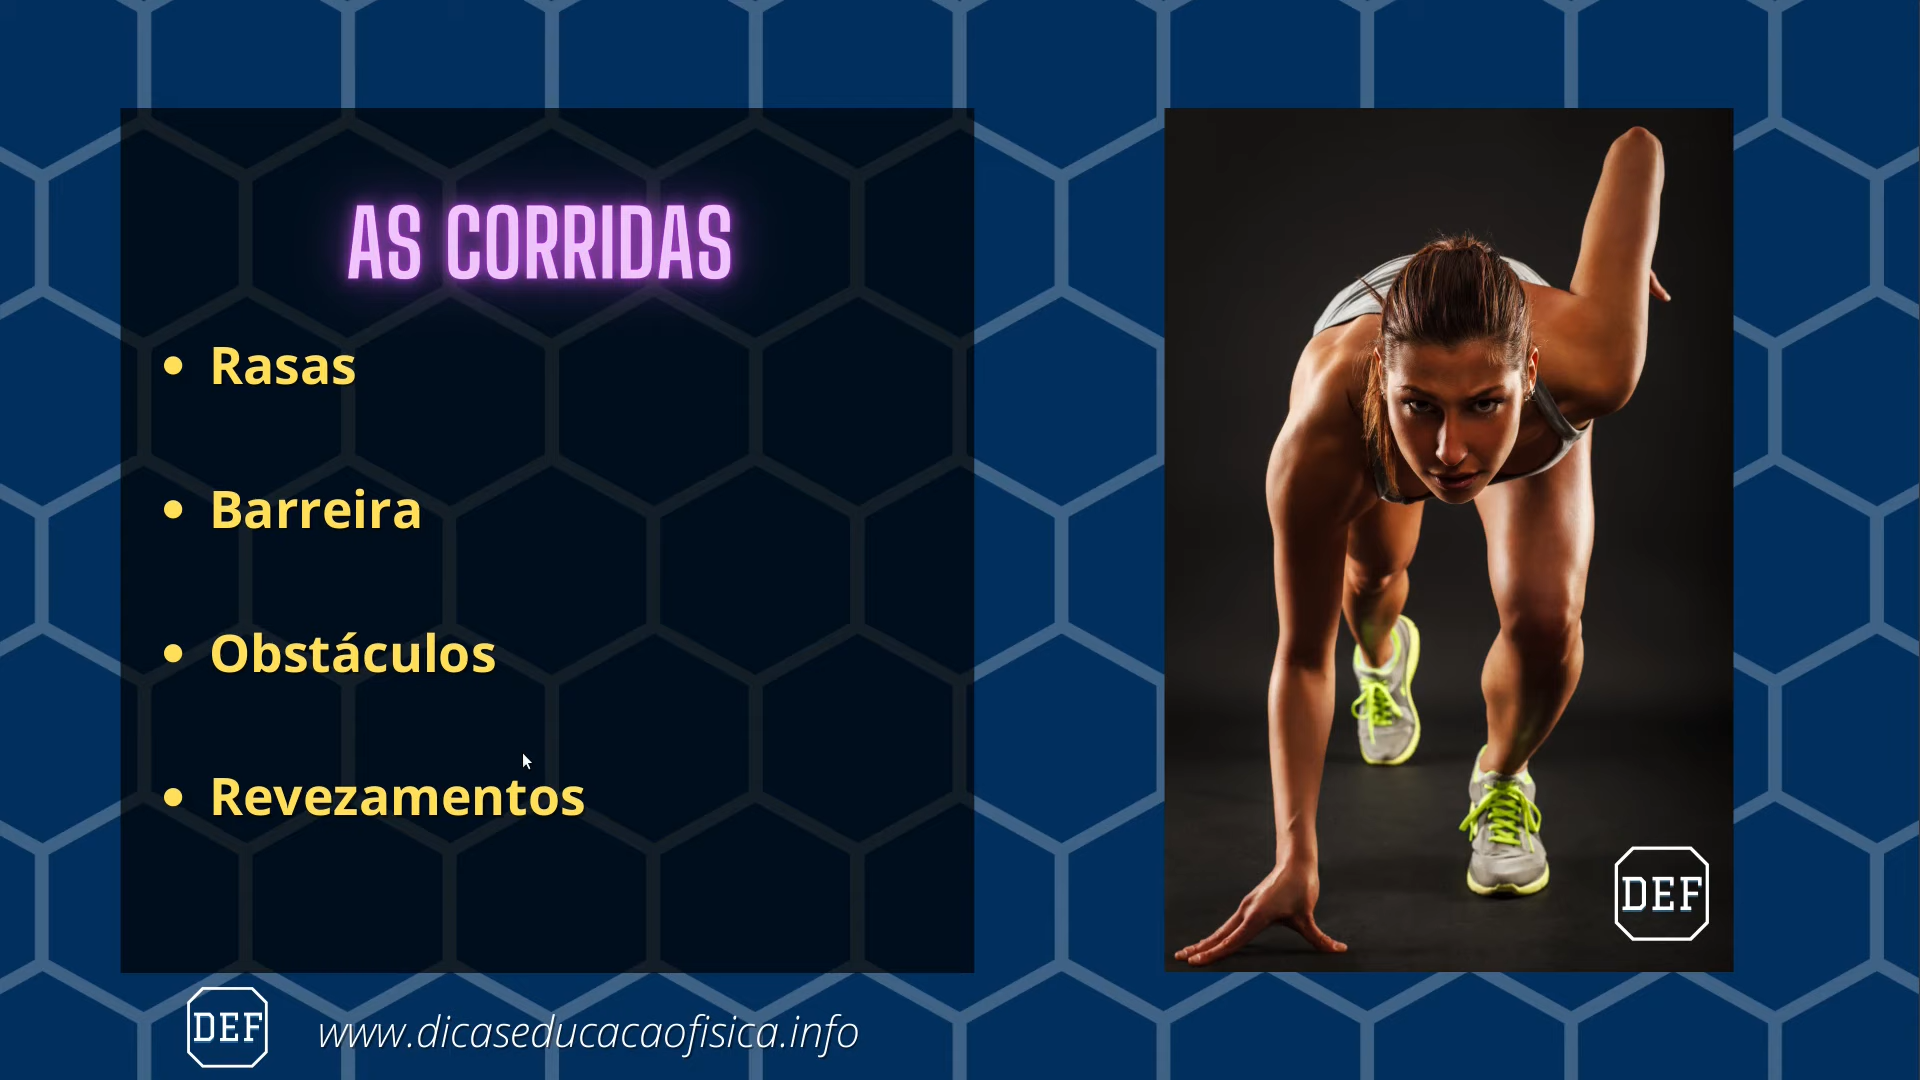 AS CORRIDAS
Rasas
Barreira
Obstáculos
Revezamentos
DEF
DEF
www.dicaseducacaofisica.info